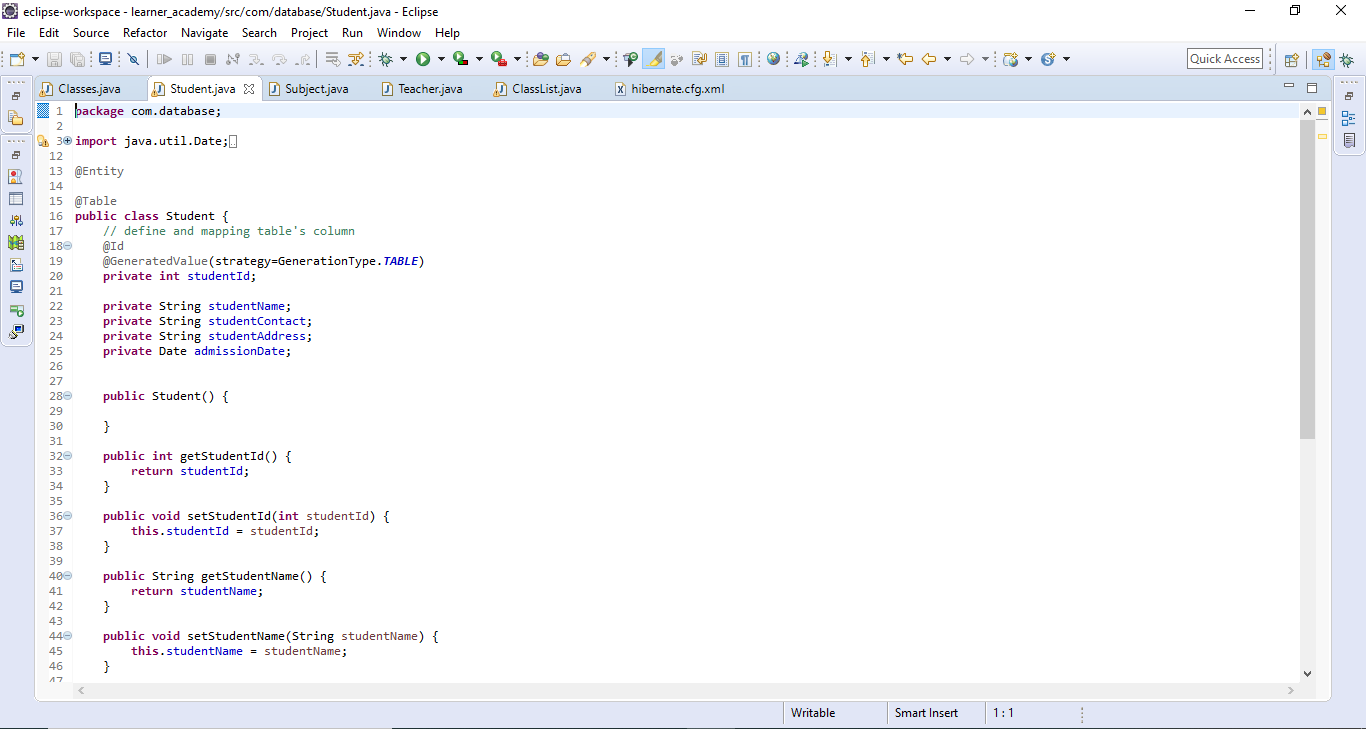 eclipse-workspace - learner_academy/src/com/database/Student.java - Eclipse
File Edit Source Refactor Navigate Search Project Run Window Help
Quick Access
Classes.java Student.java Subject.java Teacher.java ClassList.java hibernate.cfg.xml
1 package com.database;
2
3 import java.util.Date;
12
13 @Entity
14
15 @Table
16 public class Student {
17 // define and mapping table's column
18 @Id
19 @GeneratedValue(strategy=GenerationType.TABLE)
20 private int studentId;
21
22 private String studentName;
23 private String studentContact;
24 private String studentAddress;
25 private Date admissionDate;
26
27
28 public Student() {
29
30 }
31
32 public int getStudentId() {
33 return studentId;
34 }
35
36 public void setStudentId(int studentId) {
37 this.studentId = studentId;
38 }
39
40 public String getStudentName() {
41 return studentName;
42 }
43
44 public void setStudentName(String studentName) {
45 this.studentName = studentName;
46 }
47
Writable Smart Insert 1 : 1